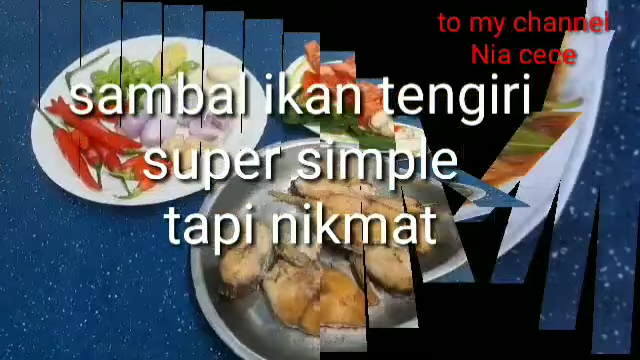 to my channel
Nia cece
sambal ikan tengiri
super simple
tapi nikmat